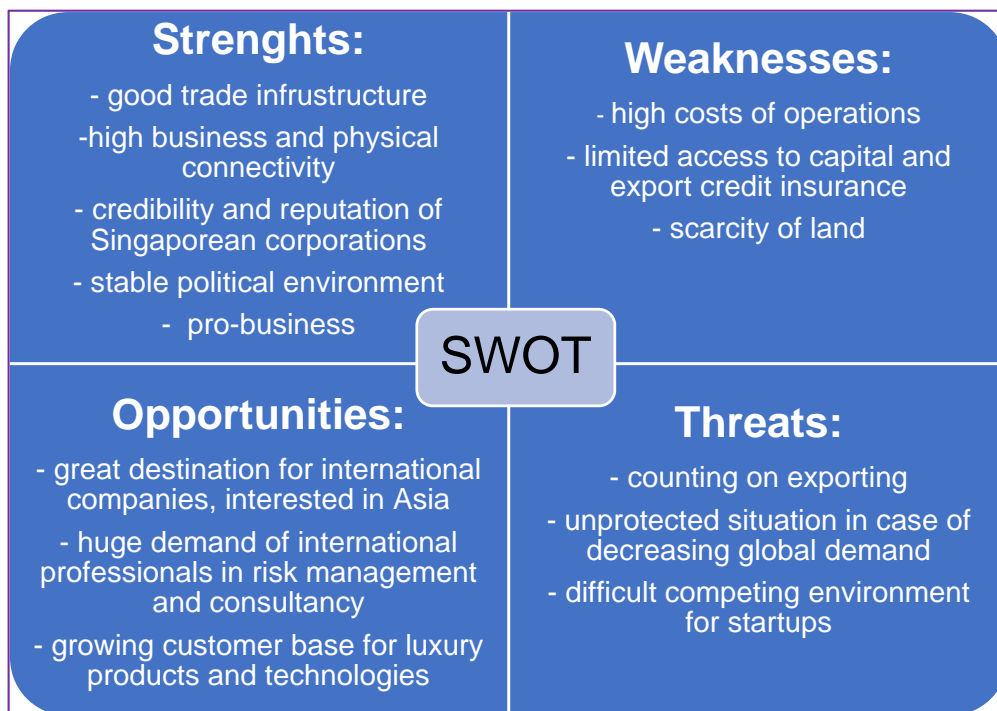 Strenghts:
- good trade infrustructure
-high business and physical
connectivity
- credibility and reputation of
Singaporean corporations
- stable political environment
- pro-business
Weaknesses:
- high costs of operations
- limited access to capital and
export credit insurance
- scarcity of land
SWOT
Opportunities:
- great destination for international
companies, interested in Asia
- huge demand of international
professionals in risk management
and consultancy
- growing customer base for luxury
products and technologies
Threats:
- counting on exporting
- unprotected situation in case of
decreasing global demand
- difficult competing environment
for startups